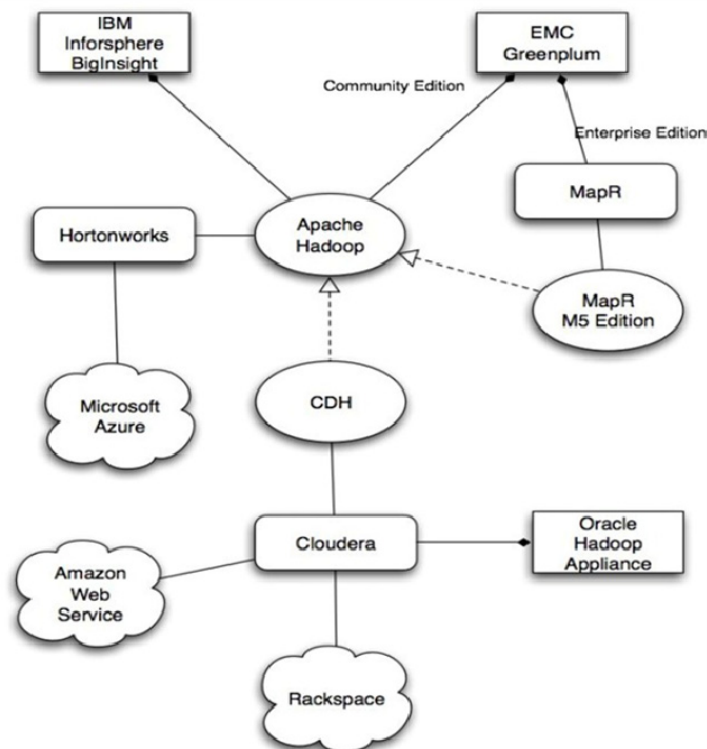 IBM
Inforsphere
BigInsight
EMC
Greenplum
Community Edition
Enterprise Edition
MapR
Hortonworks
Apache
Hadoop
MapR
M5 Edition
Microsoft
Azure
CDH
Cloudera
Oracle
Hadoop
Appliance
Amazon
Web
Service
Rackspace